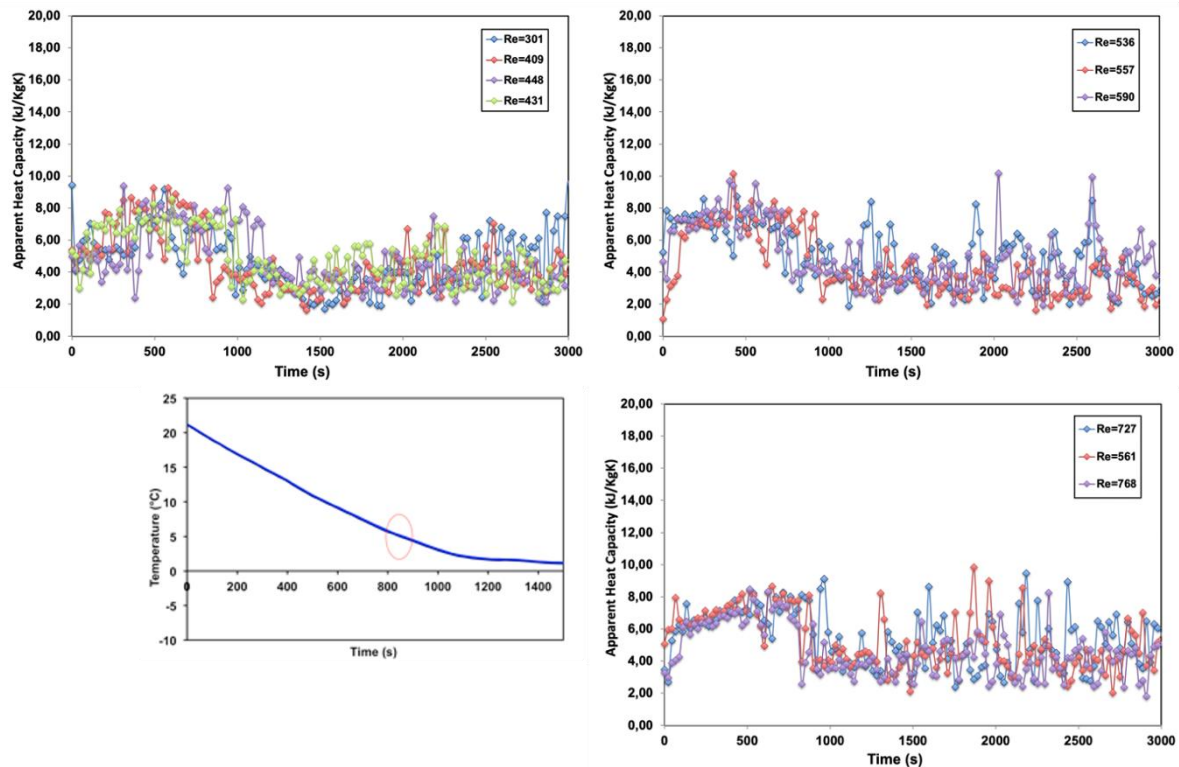 20,00
18,00
16,00
14,00
12,00
10,00
8,00
6,00
4,00
2,00
0,00
Apparent Heat Capacity (kJ/KgK)
Re=301
Re=409
Re=448
Re=431
0 500 1000 1500 2000 2500 3000
Time (s)
20,00
18,00
16,00
14,00
12,00
10,00
8,00
6,00
4,00
2,00
0,00
Apparent Heat Capacity (kJ/KgK)
Re=536
Re=557
Re=590
0 500 1000 1500 2000 2500 3000
Time (s)
25
20
15
10
5
0
-5
-10
Temperature (°C)
0 200 400 600 800 1000 1200 1400
Time (s)
20,00
18,00
16,00
14,00
12,00
10,00
8,00
6,00
4,00
2,00
0,00
Apparent Heat Capacity (kJ/KgK)
Re=727
Re=561
Re=768
0 500 1000 1500 2000 2500 3000
Time (s)